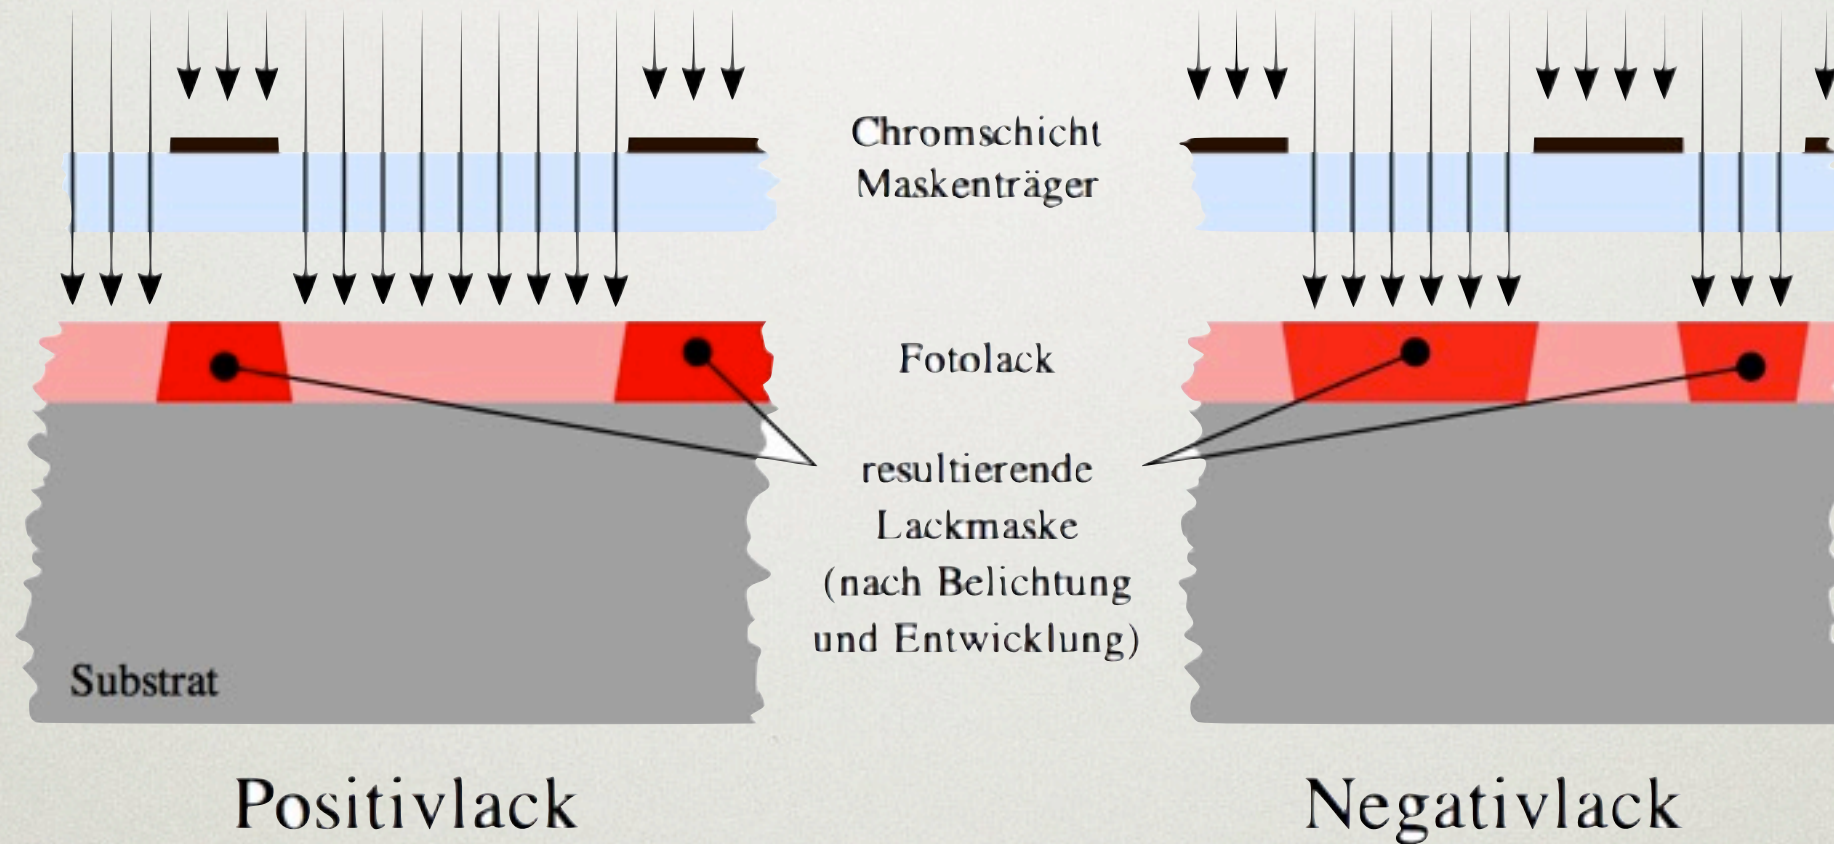 Chromschicht
Maskenträger
Fotolack
resultierende
Lackmaske
(nach Belichtung
und Entwicklung)
Substrat
Positivlack
Negativlack